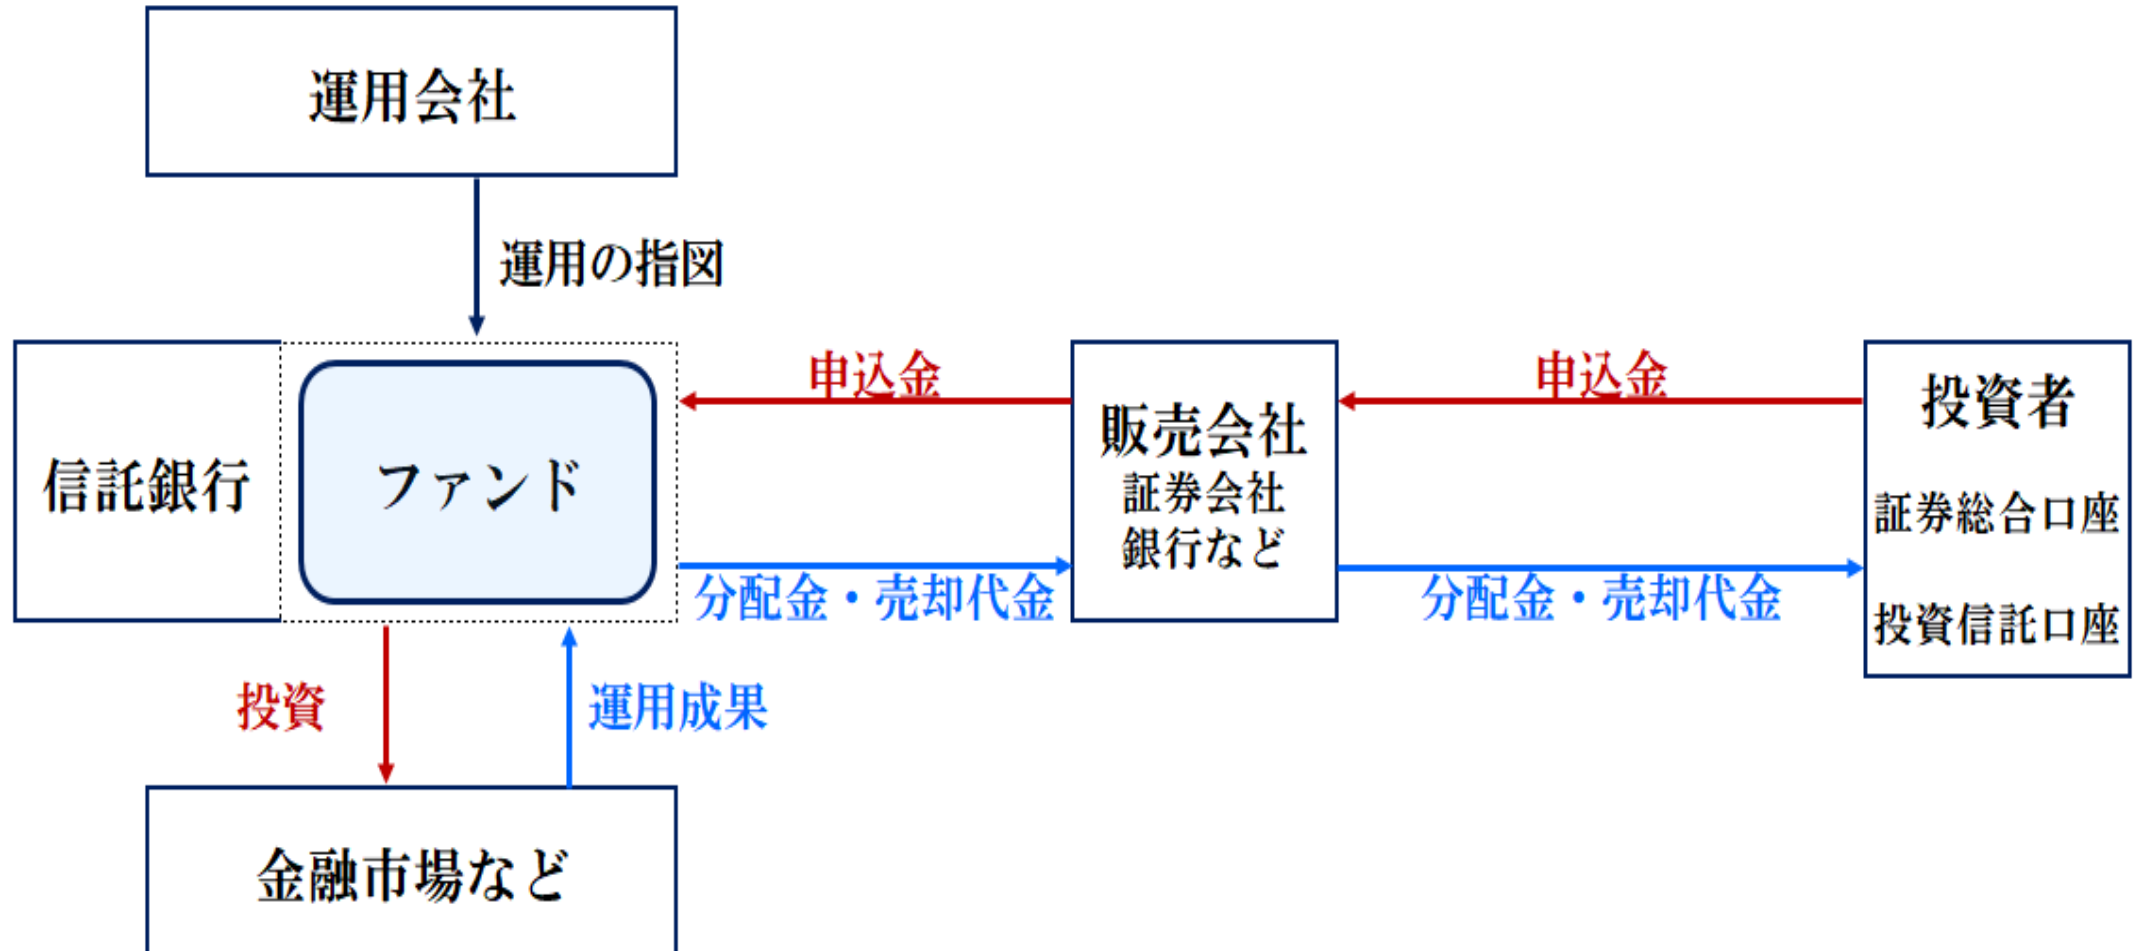 運用会社
運用の指図
信託銀行
ファンド
申込金
分配金・売却代金
販売会社
証券会社
銀行など
申込金
分配金・売却代金
投資者
証券総合口座
投資信託口座
投資
運用成果
金融市場など